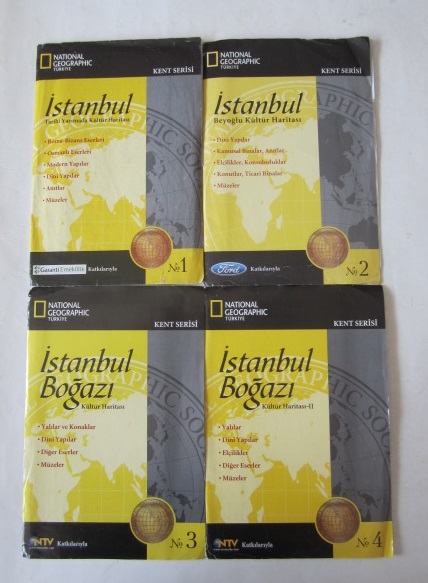 NATIONAL
GEOGRAPHIC
TÜRKİYE
KENT SERİSİ
İstanbul
Tarihi Yarımada Kültür Haritası
• Roma-Bizans Eserleri
• Osmanlı Eserleri
• Modern Yapılar
• Dini Yapılar
• Anıtlar
• Müzeler
Garanti Emeklilik Katkılarıyla
No 1
NATIONAL
GEOGRAPHIC
TÜRKİYE
KENT SERİSİ
İstanbul
Beyoğlu Kültür Haritası
• Dini Yapılar
• Kamusal Binalar, Anıtlar
• Elçilikler, Konsolosluklar
• Konutlar, Ticari Binalar
• Müzeler
Ford Katkılarıyla
No 2
NATIONAL
GEOGRAPHIC
TÜRKİYE
KENT SERİSİ
İstanbul
Boğazı
Kültür Haritası
• Yalılar ve Konaklar
• Dini Yapılar
• Diğer Eserler
• Müzeler
NTV Katkılarıyla
No 3
NATIONAL
GEOGRAPHIC
TÜRKİYE
KENT SERİSİ
İstanbul
Boğazı
Kültür Haritası-II
• Yalılar
• Dini Yapılar
• Elçilikler
• Diğer Eserler
• Müzeler
NTV Katkılarıyla
No 4